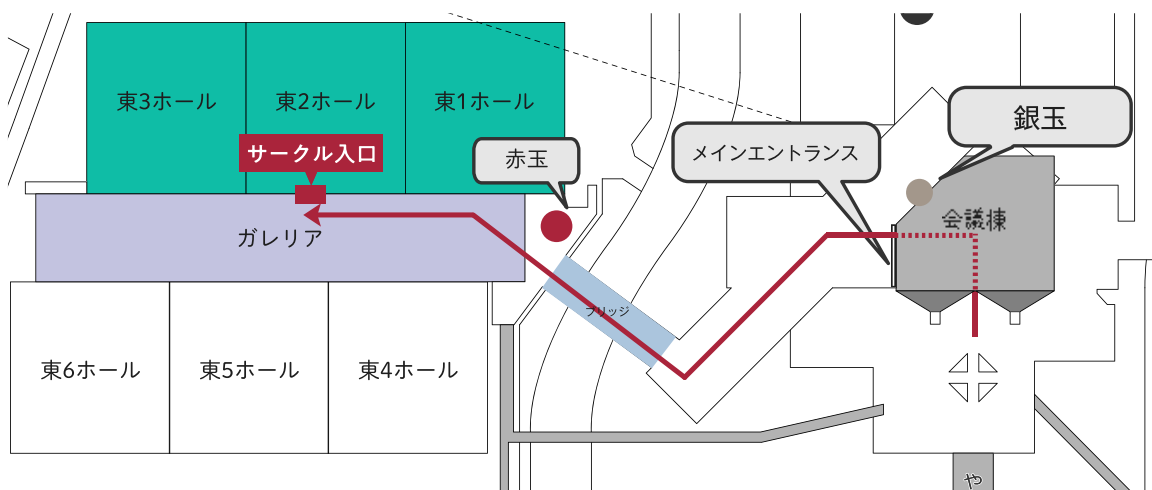 東3ホール
東2ホール
東1ホール
サークル入口
赤玉
メインエントランス
銀玉
会議棟
ガレリア
ブリッジ
東6ホール
東5ホール
東4ホール
や